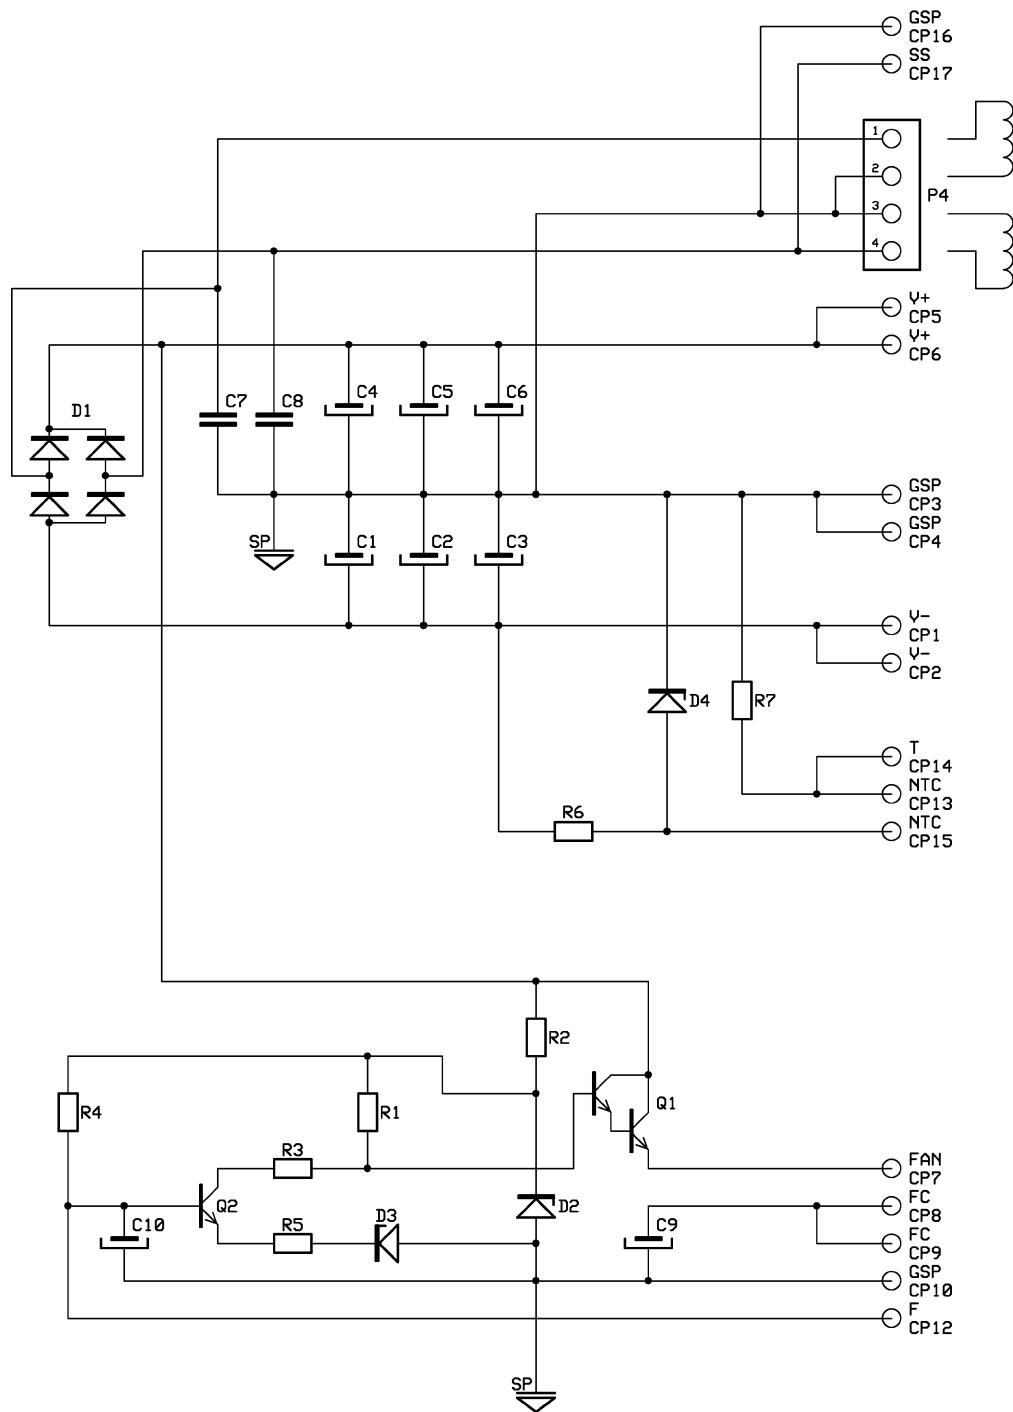 GSP
CP16
SS
CP17
1
2
P4
3
4
V+
CP5
V+
CP6
D1
C7
C8
C4
C5
C6
GSP
CP3
GSP
CP4
SP
C1
C2
C3
V-
CP1
V-
CP2
D4
R7
T
CP14
NTC
CP13
R6
NTC
CP15
R2
R4
R1
Q1
R3
FAN
CP7
Q2
D2
FC
CP8
C10
R5
D3
C9
FC
CP9
GSP
CP10
F
CP12
SP